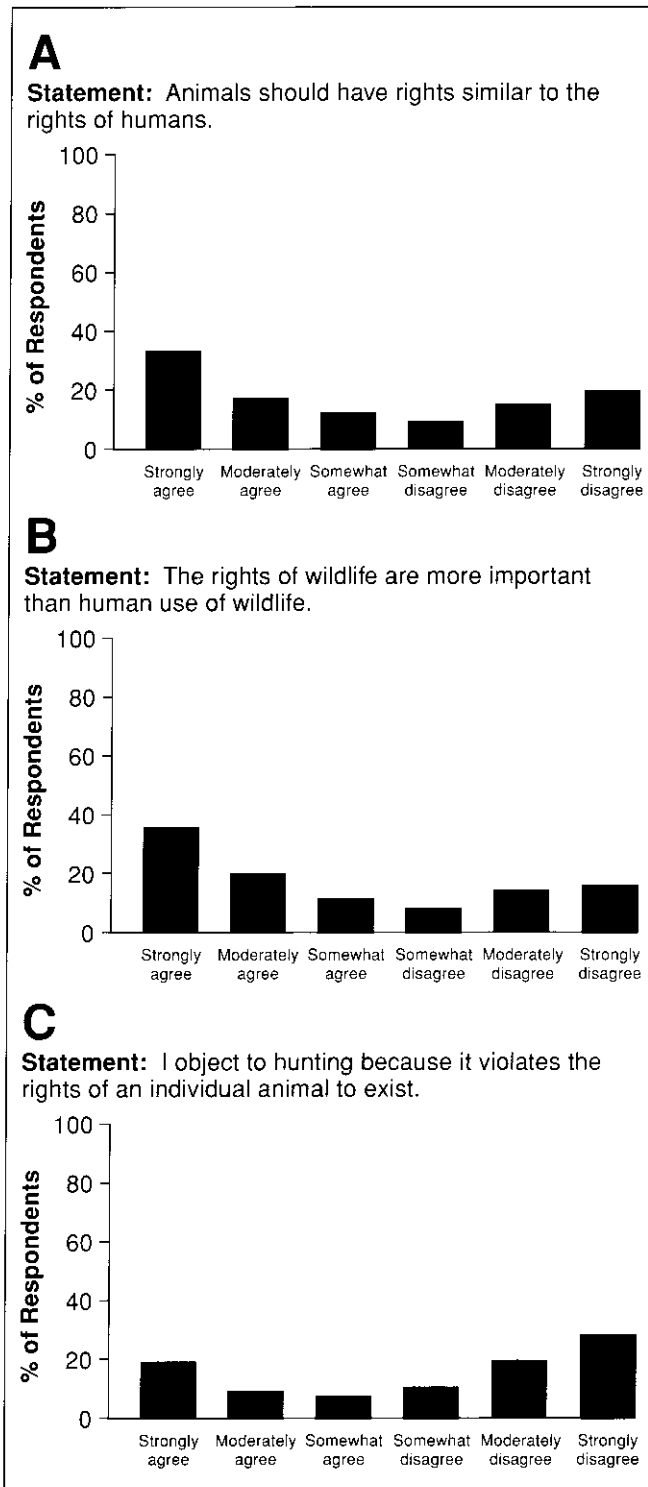 A
Statement: Animals should have rights similar to the
rights of humans.
100
80
60
40
20
0
% of Respondents
Strongly agree
Moderately agree
Somewhat agree
Somewhat disagree
Moderately disagree
Strongly disagree
B
Statement: The rights of wildlife are more important
than human use of wildlife.
100
80
60
40
20
0
% of Respondents
Strongly agree
Moderately agree
Somewhat agree
Somewhat disagree
Moderately disagree
Strongly disagree
C
Statement: I object to hunting because it violates the
rights of an individual animal to exist.
100
80
60
40
20
0
% of Respondents
Strongly agree
Moderately agree
Somewhat agree
Somewhat disagree
Moderately disagree
Strongly disagree